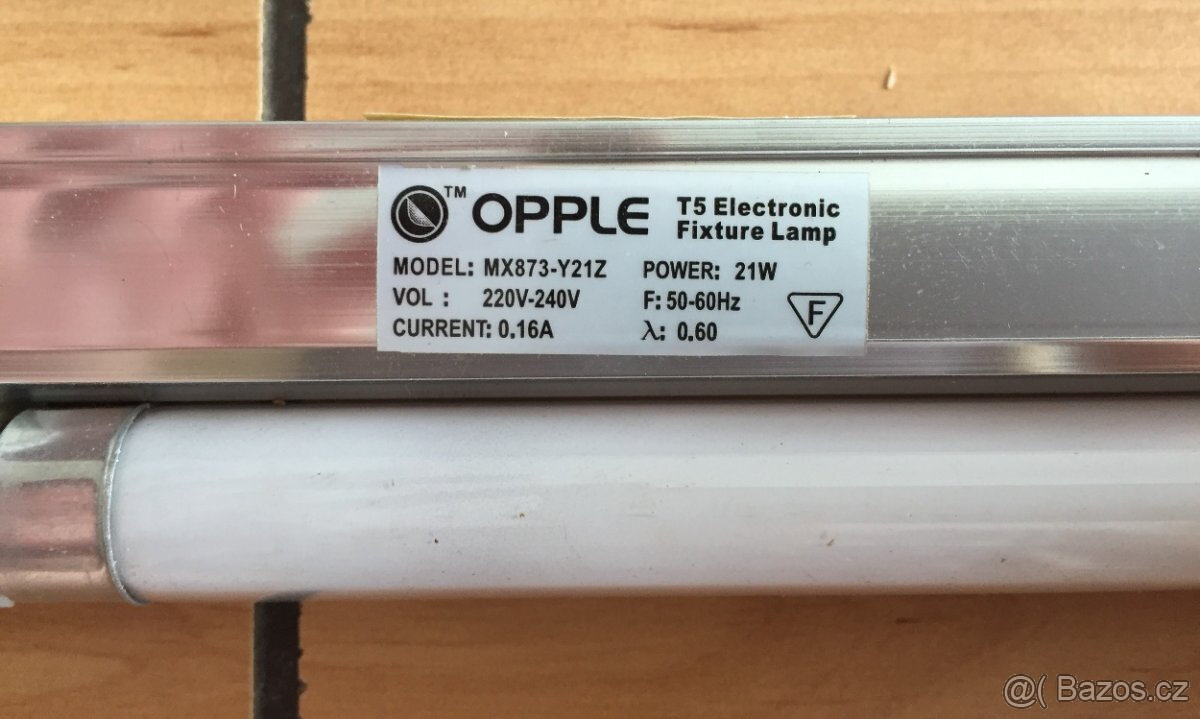 TM OPPLE T5 Electronic
Fixture Lamp
MODEL: MX873-Y21Z POWER: 21W
VOL : 220V-240V F: 50-60Hz
CURRENT: 0.16A λ: 0.60
F
@( Bazos.cz